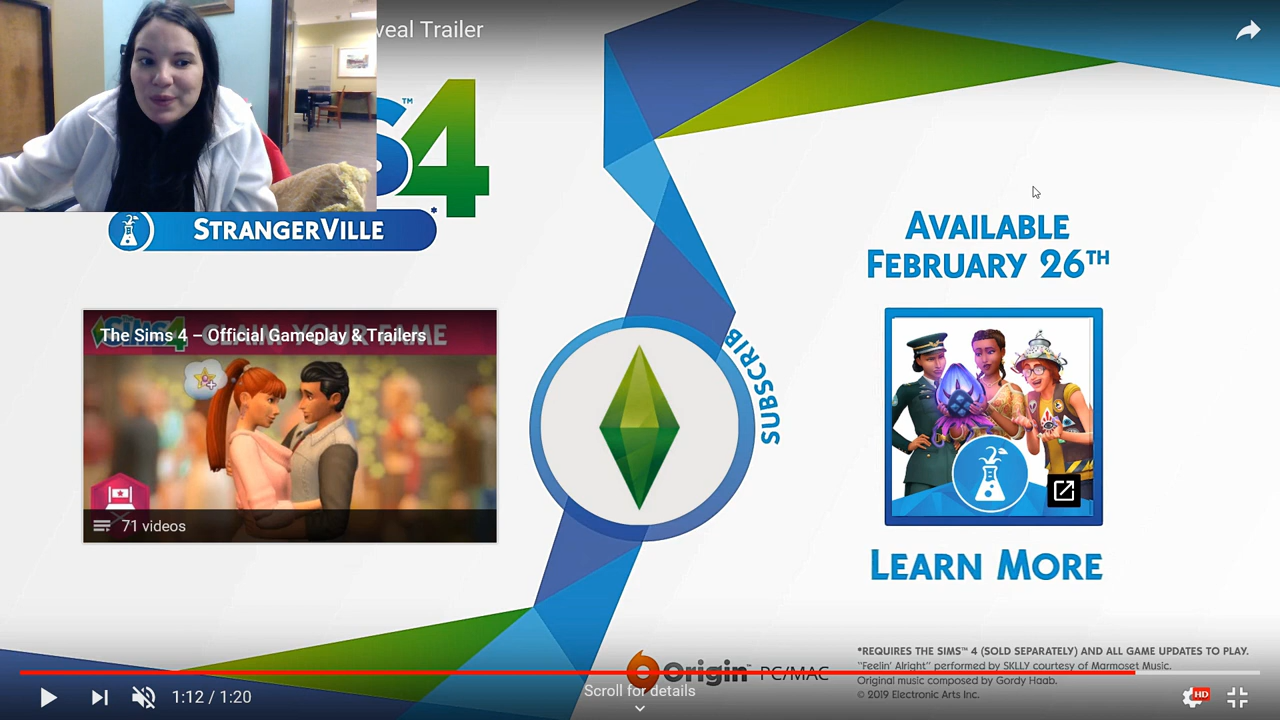 veal Trailer
S™4
STRANGERVILLE*
The Sims 4 – Official Gameplay & Trailers
71 videos
SUBSCRIB
AVAILABLE
FEBRUARY 26TH
LEARN MORE
Origin™ PC/MAC
*REQUIRES THE SIMS™ 4 (SOLD SEPARATELY) AND ALL GAME UPDATES TO PLAY.
"Feelin' Alright" performed by SKLLY courtesy of Marmoset Music.
Original music composed by Gordy Haab.
© 2019 Electronic Arts Inc.
Scroll for details
1:12 / 1:20
HD